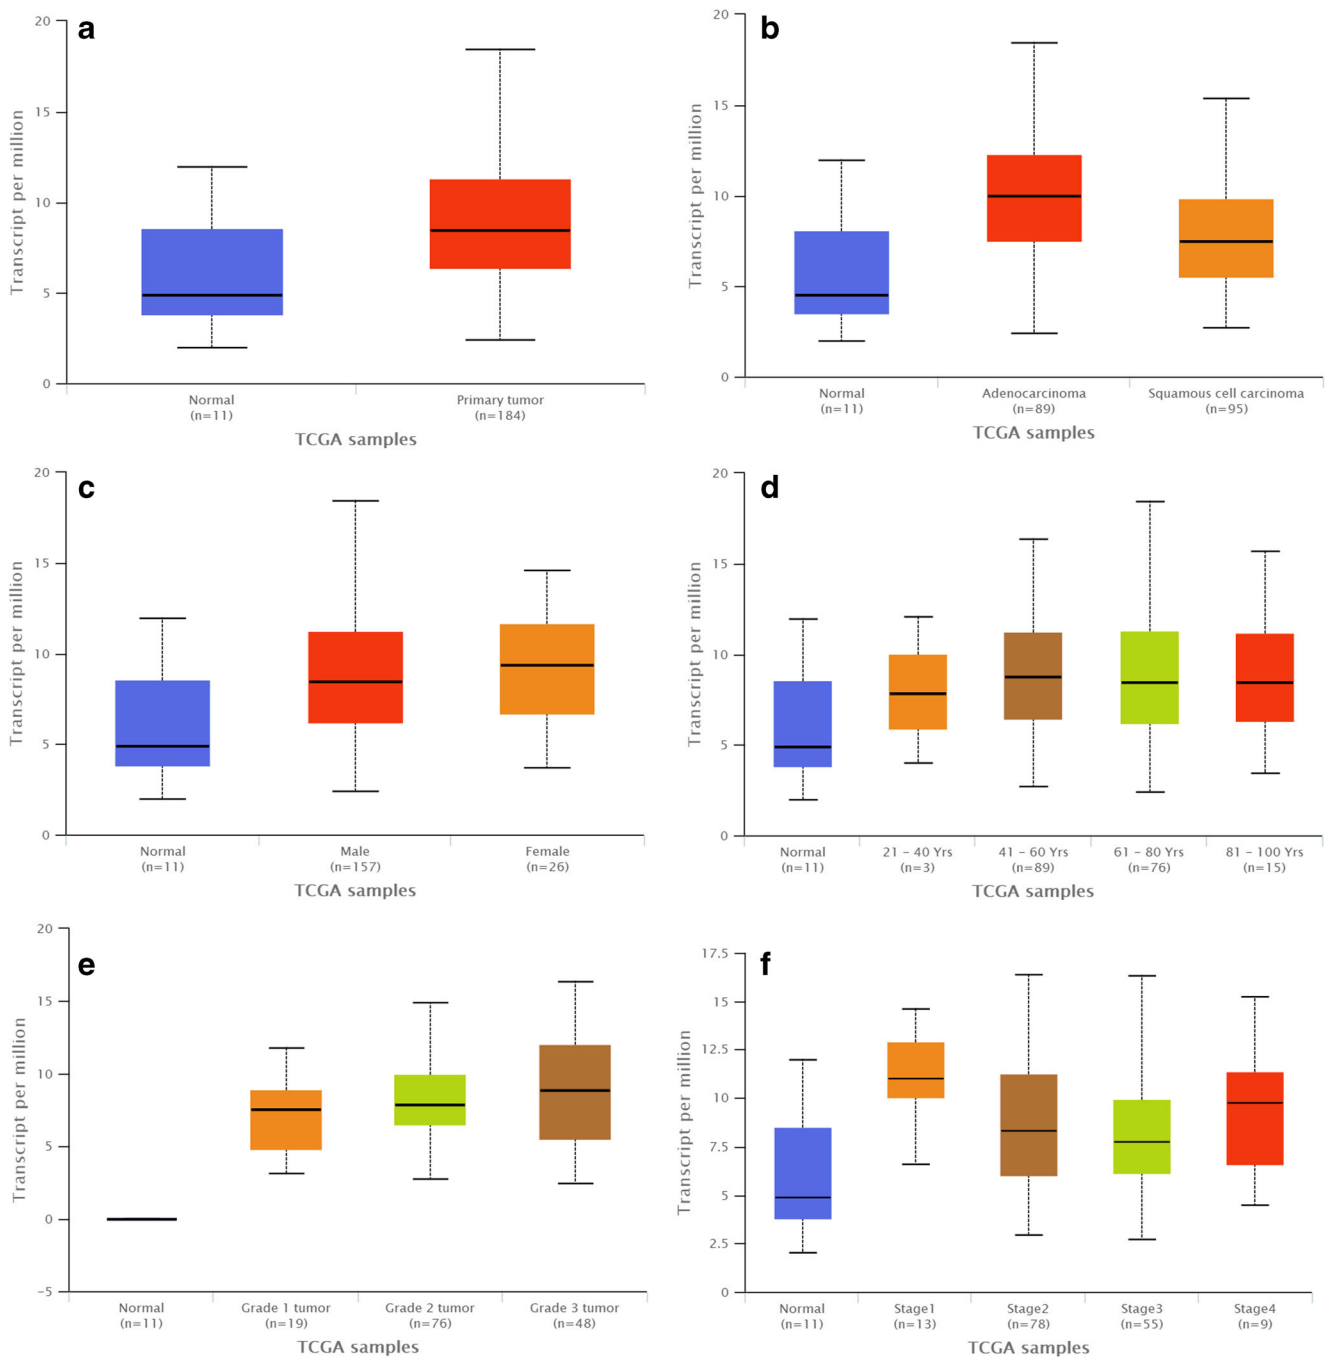 a
Transcript per million
20
15
10
5
0
Normal
(n=11)
Primary tumor
(n=184)
TCGA samples
b
Transcript per million
20
15
10
5
0
Normal
(n=11)
Adenocarcinoma
(n=89)
Squamous cell carcinoma
(n=95)
TCGA samples
c
Transcript per million
20
15
10
5
0
Normal
(n=11)
Male
(n=157)
Female
(n=26)
TCGA samples
d
Transcript per million
20
15
10
5
0
Normal
(n=11)
21 – 40 Yrs
(n=3)
41 – 60 Yrs
(n=89)
61 – 80 Yrs
(n=76)
81 – 100 Yrs
(n=15)
TCGA samples
e
Transcript per million
20
15
10
5
0
−5
Normal
(n=11)
Grade 1 tumor
(n=19)
Grade 2 tumor
(n=76)
Grade 3 tumor
(n=48)
TCGA samples
f
Transcript per million
17.5
15
12.5
10
7.5
5
2.5
0
Normal
(n=11)
Stage1
(n=13)
Stage2
(n=78)
Stage3
(n=55)
Stage4
(n=9)
TCGA samples